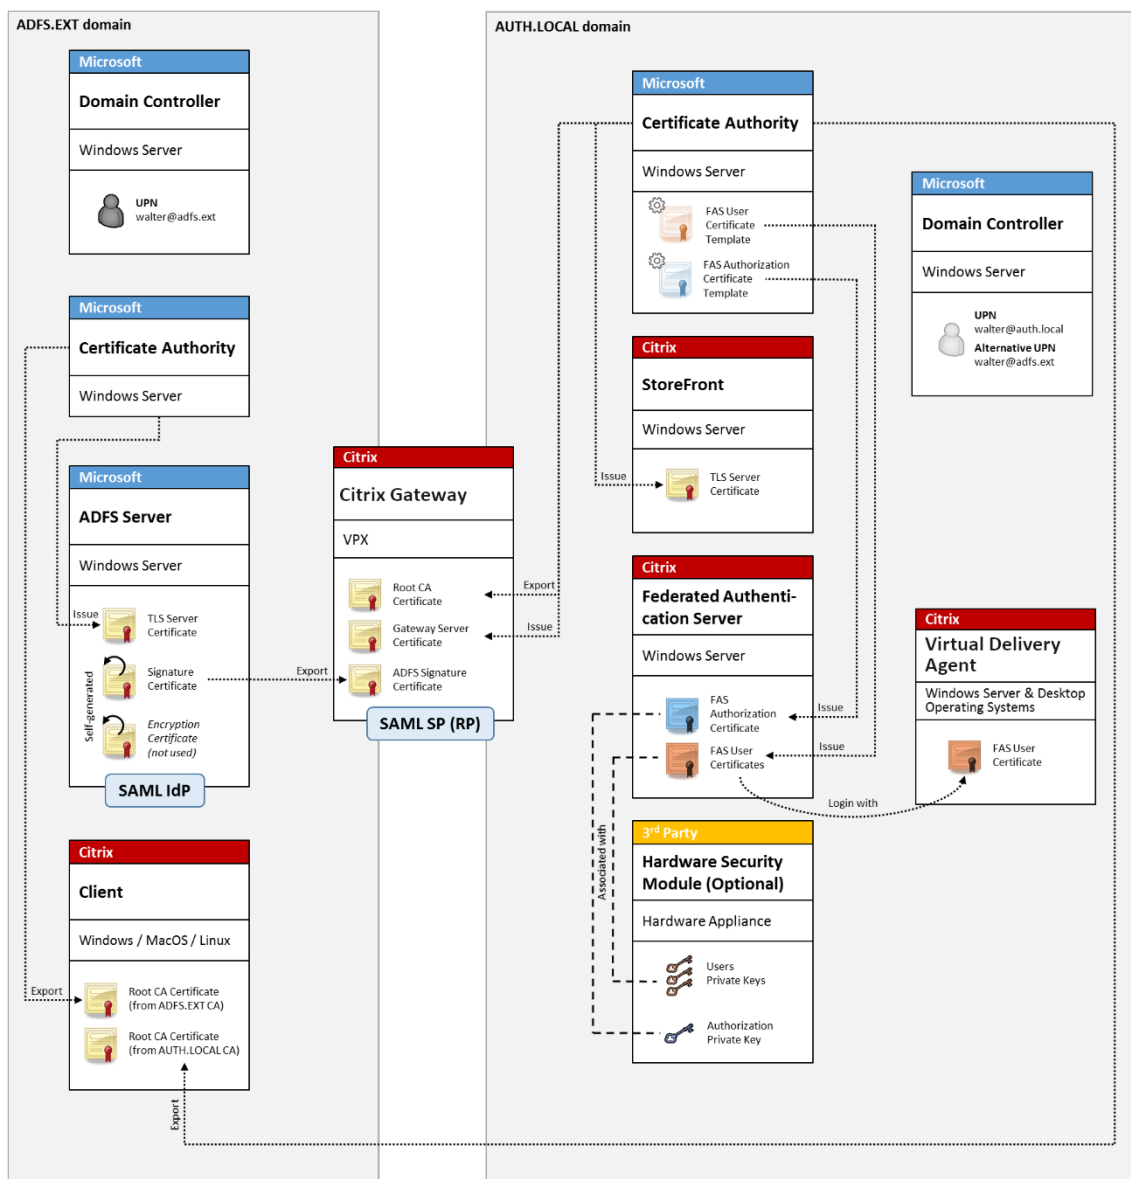 ADFS.EXT domain
Microsoft
Domain Controller
Windows Server
UPN
walter@adfs.ext
Microsoft
Certificate Authority
Windows Server
Microsoft
ADFS Server
Windows Server
Issue
TLS Server
Certificate
Self-generated
Signature
Certificate
Encryption
Certificate
(not used)
SAML IdP
Citrix
Client
Windows / MacOS / Linux
Export
Root CA Certificate
(from ADFS.EXT CA)
Root CA Certificate
(from AUTH.LOCAL CA)
Export
Citrix
Citrix Gateway
VPX
Root CA
Certificate
Export
Gateway Server
Certificate
Issue
Export
ADFS Signature
Certificate
SAML SP (RP)
AUTH.LOCAL domain
Microsoft
Certificate Authority
Windows Server
FAS User
Certificate
Template
FAS Authorization
Certificate
Template
Citrix
StoreFront
Windows Server
Issue
TLS Server
Certificate
Citrix
Federated Authenti-
cation Server
Windows Server
FAS
Authorization
Certificate
Issue
FAS User
Certificates
Issue
Login with
Associated with
3rd Party
Hardware Security
Module (Optional)
Hardware Appliance
Users
Private Keys
Authorization
Private Key
Microsoft
Domain Controller
Windows Server
UPN
walter@auth.local
Alternative UPN
walter@adfs.ext
Citrix
Virtual Delivery
Agent
Windows Server & Desktop
Operating Systems
FAS User
Certificate